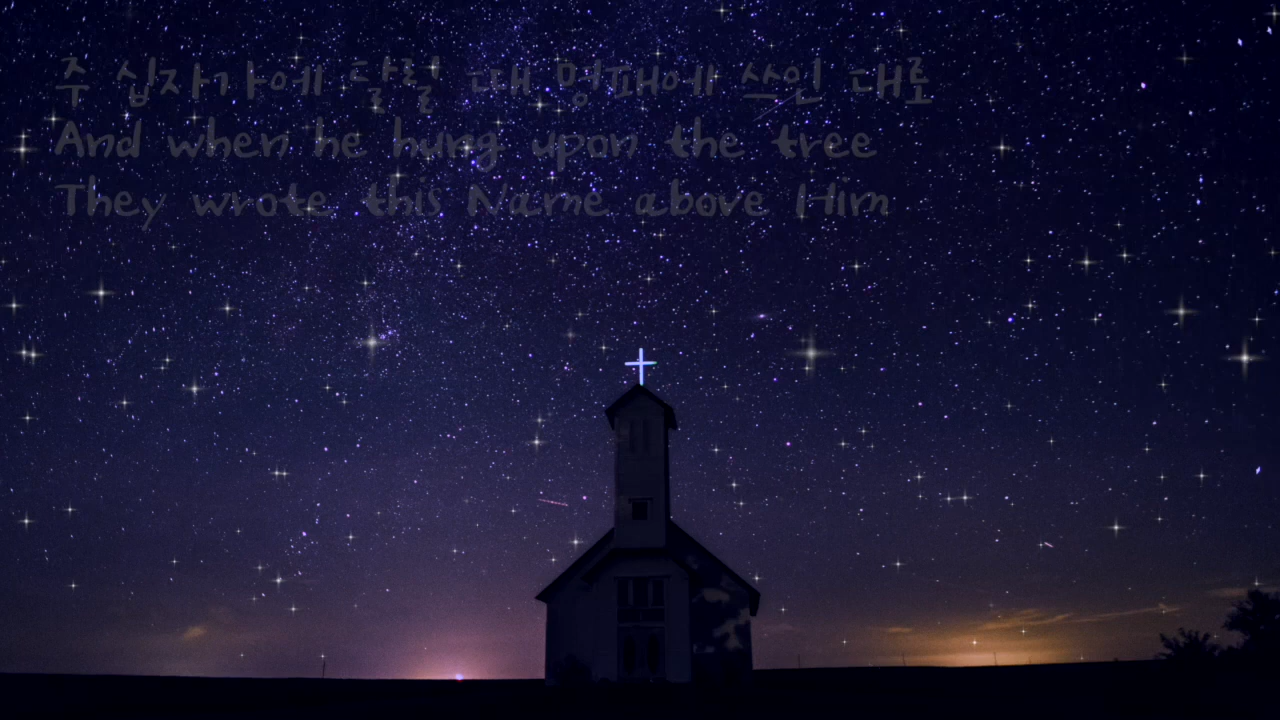 주 십자가에 달릴 때 명패에 쓰인 대로
And when he hung upon the tree
They wrote this Name above Him